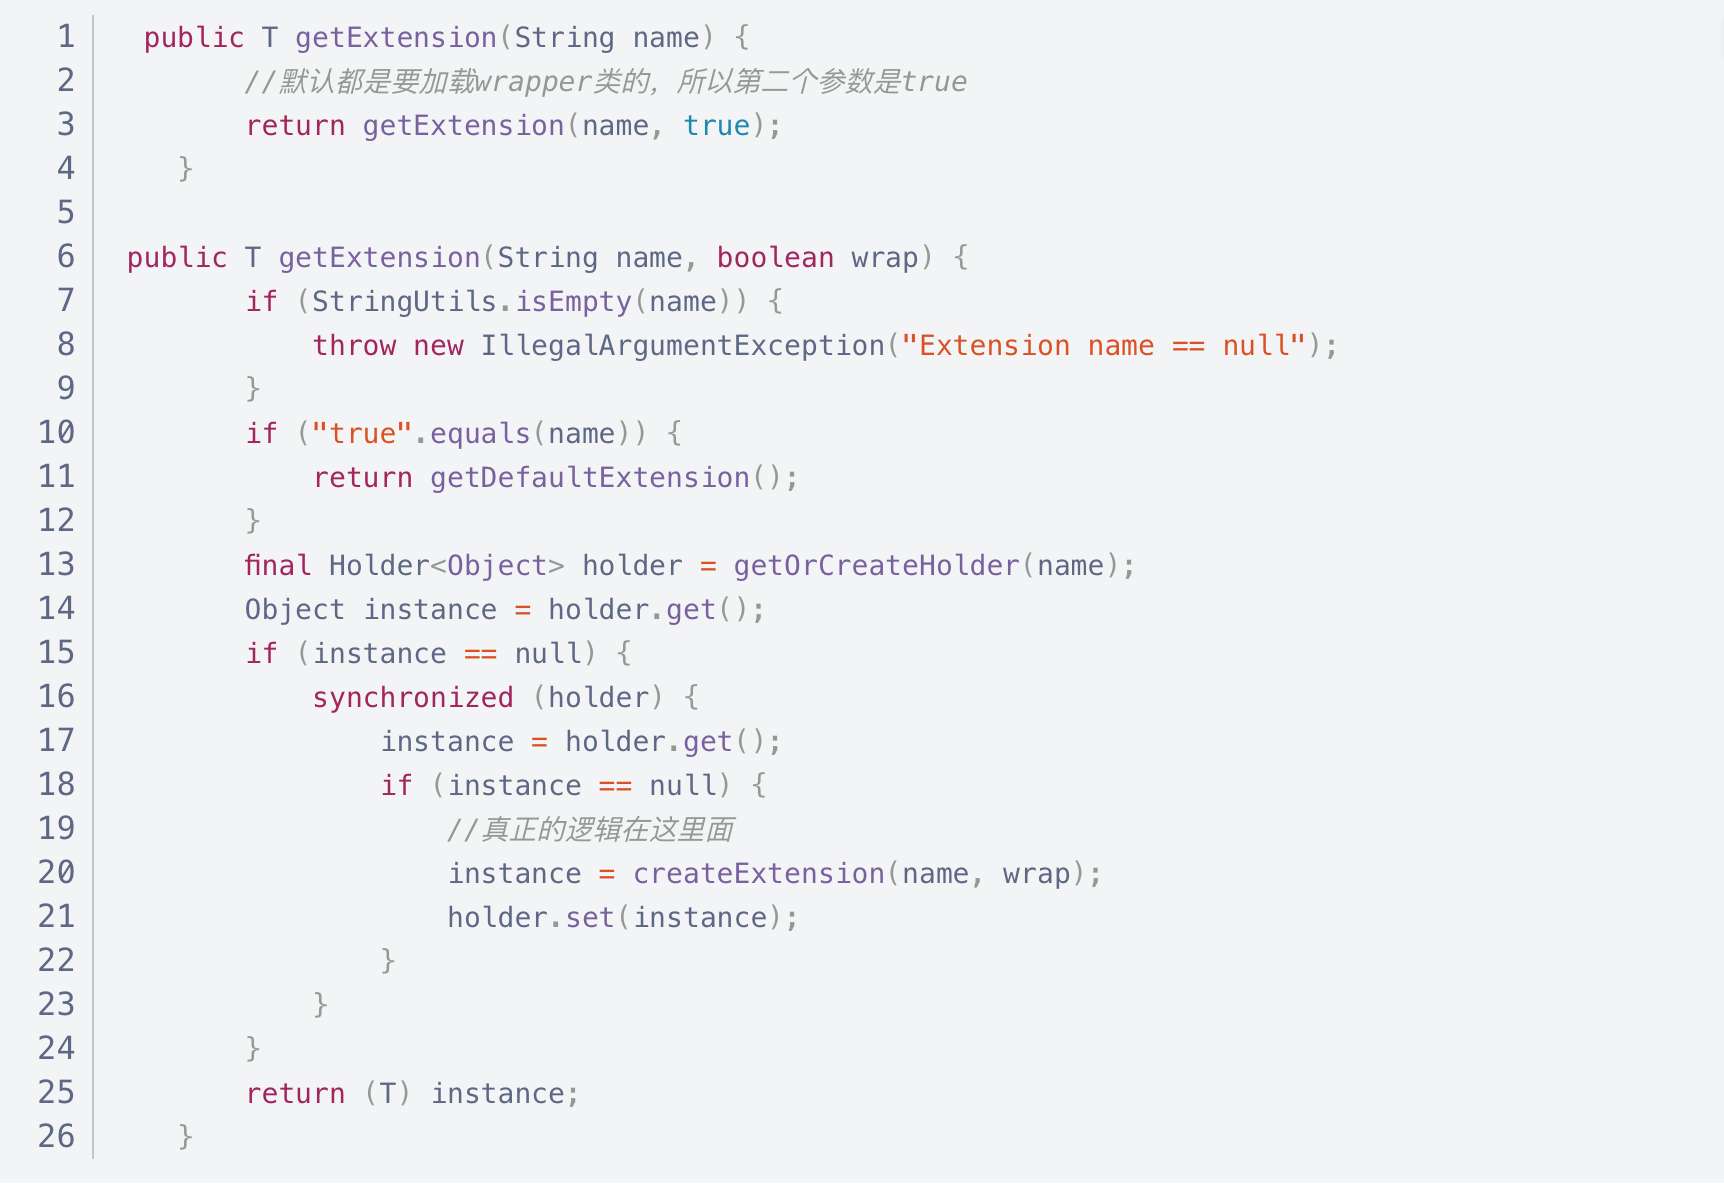 1 public T getExtension(String name) {
2 //默认都是要加载wrapper类的，所以第二个参数是true
3 return getExtension(name, true);
4 }
5
6 public T getExtension(String name, boolean wrap) {
7 if (StringUtils.isEmpty(name)) {
8 throw new IllegalArgumentException("Extension name == null");
9 }
10 if ("true".equals(name)) {
11 return getDefaultExtension();
12 }
13 final Holder<Object> holder = getOrCreateHolder(name);
14 Object instance = holder.get();
15 if (instance == null) {
16 synchronized (holder) {
17 instance = holder.get();
18 if (instance == null) {
19 //真正的逻辑在这里面
20 instance = createExtension(name, wrap);
21 holder.set(instance);
22 }
23 }
24 }
25 return (T) instance;
26 }